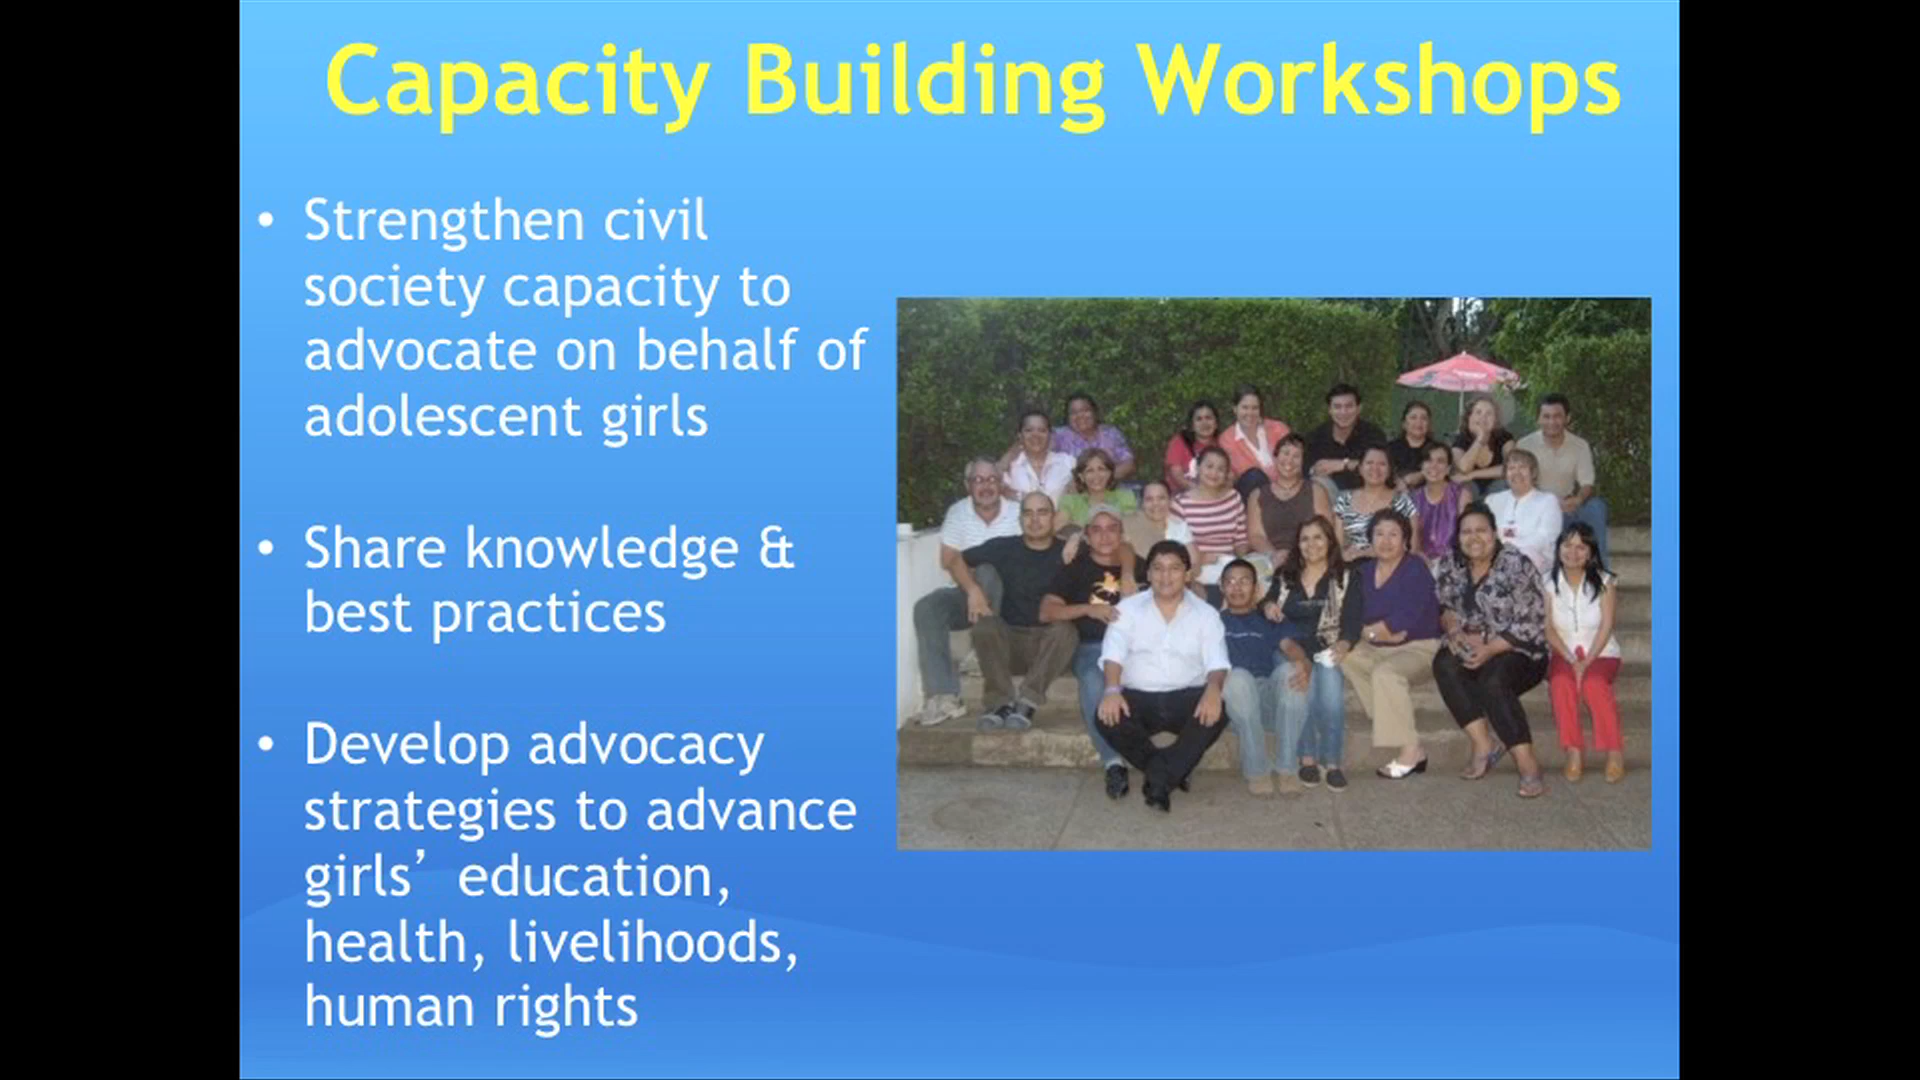 Capacity Building Workshops
• Strengthen civil
society capacity to
advocate on behalf of
adolescent girls
• Share knowledge &
best practices
• Develop advocacy
strategies to advance
girls’ education,
health, livelihoods,
human rights